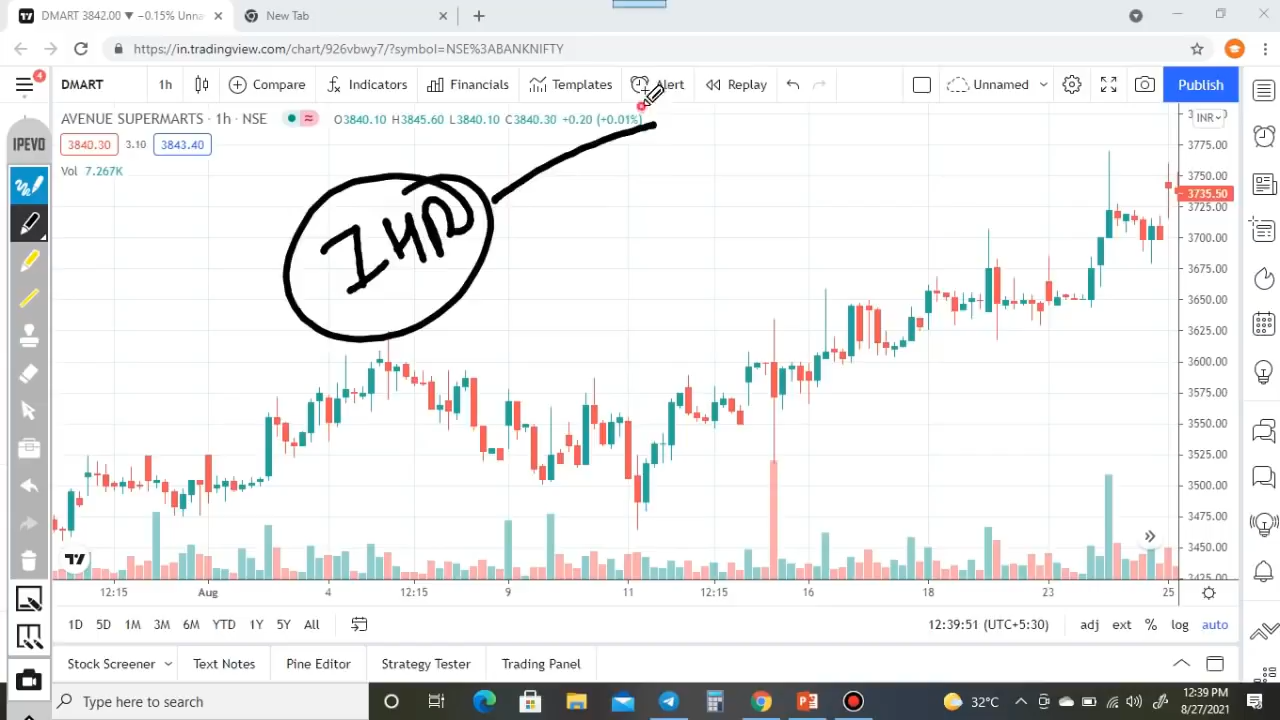 DMART 3842.00 ▼ −0.15% Unna
New Tab
https://in.tradingview.com/chart/926vbwy7/?symbol=NSE%3ABANKNIFTY
4
DMART
1h
Compare
Indicators
Financials
Templates
Alert
Replay
Unnamed
Publish
AVENUE SUPERMARTS · 1h · NSE
O3840.10 H3845.60 L3840.10 C3840.30 +0.20 (+0.01%)
INR
IPEVO
3840.30 3.10 3843.40
Vol 7.267K
1HR
3775.00
3750.00
3735.50
3725.00
3700.00
3675.00
3650.00
3625.00
3600.00
3575.00
3550.00
3525.00
3500.00
3475.00
3450.00
3425.00
12:15 Aug 4 12:15 9 11 12:15 16 18 23 25
1D 5D 1M 3M 6M YTD 1Y 5Y All
12:39:51 (UTC+5:30)
adj ext % log auto
Stock Screener
Text Notes
Pine Editor
Strategy Tester
Trading Panel
Type here to search
32°C
12:39 PM
8/27/2021